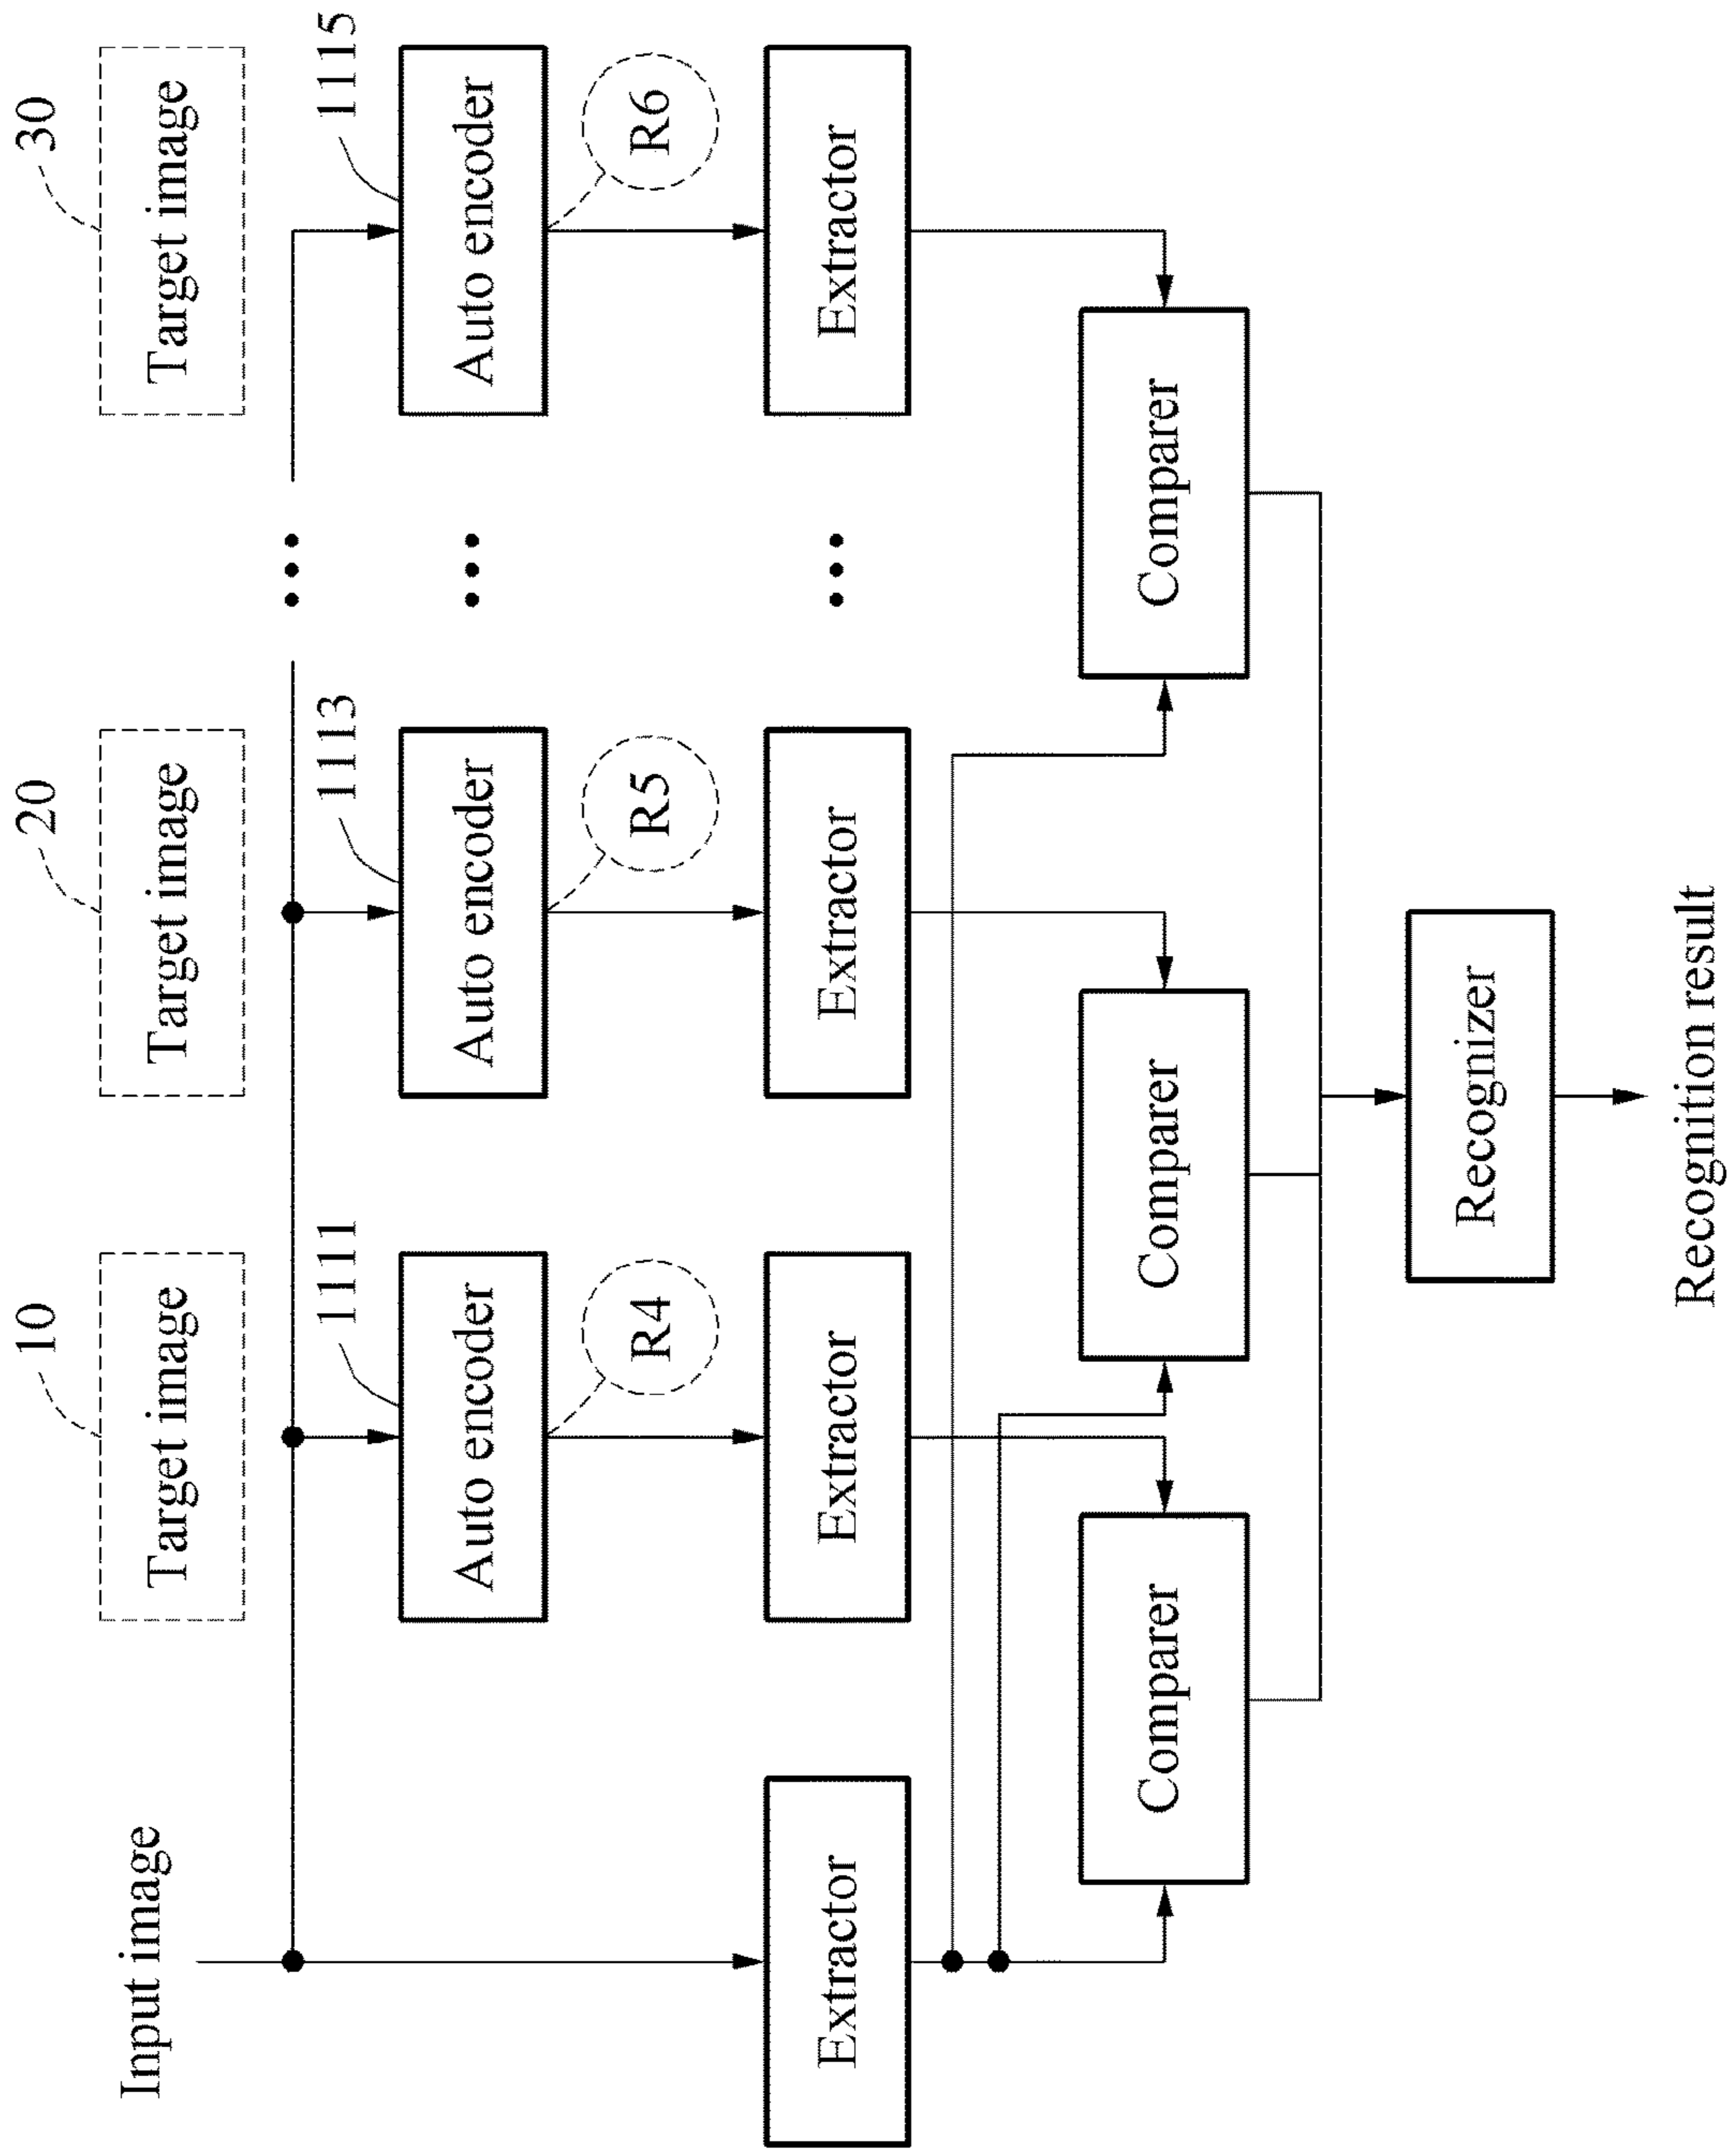 10
20
30
Input image
Target image
Target image
Target image
1111
1113
1115
Auto encoder
Auto encoder
Auto encoder
R4
R5
R6
Extractor
Extractor
Extractor
Extractor
Comparer
Comparer
Comparer
Recognizer
Recognition result